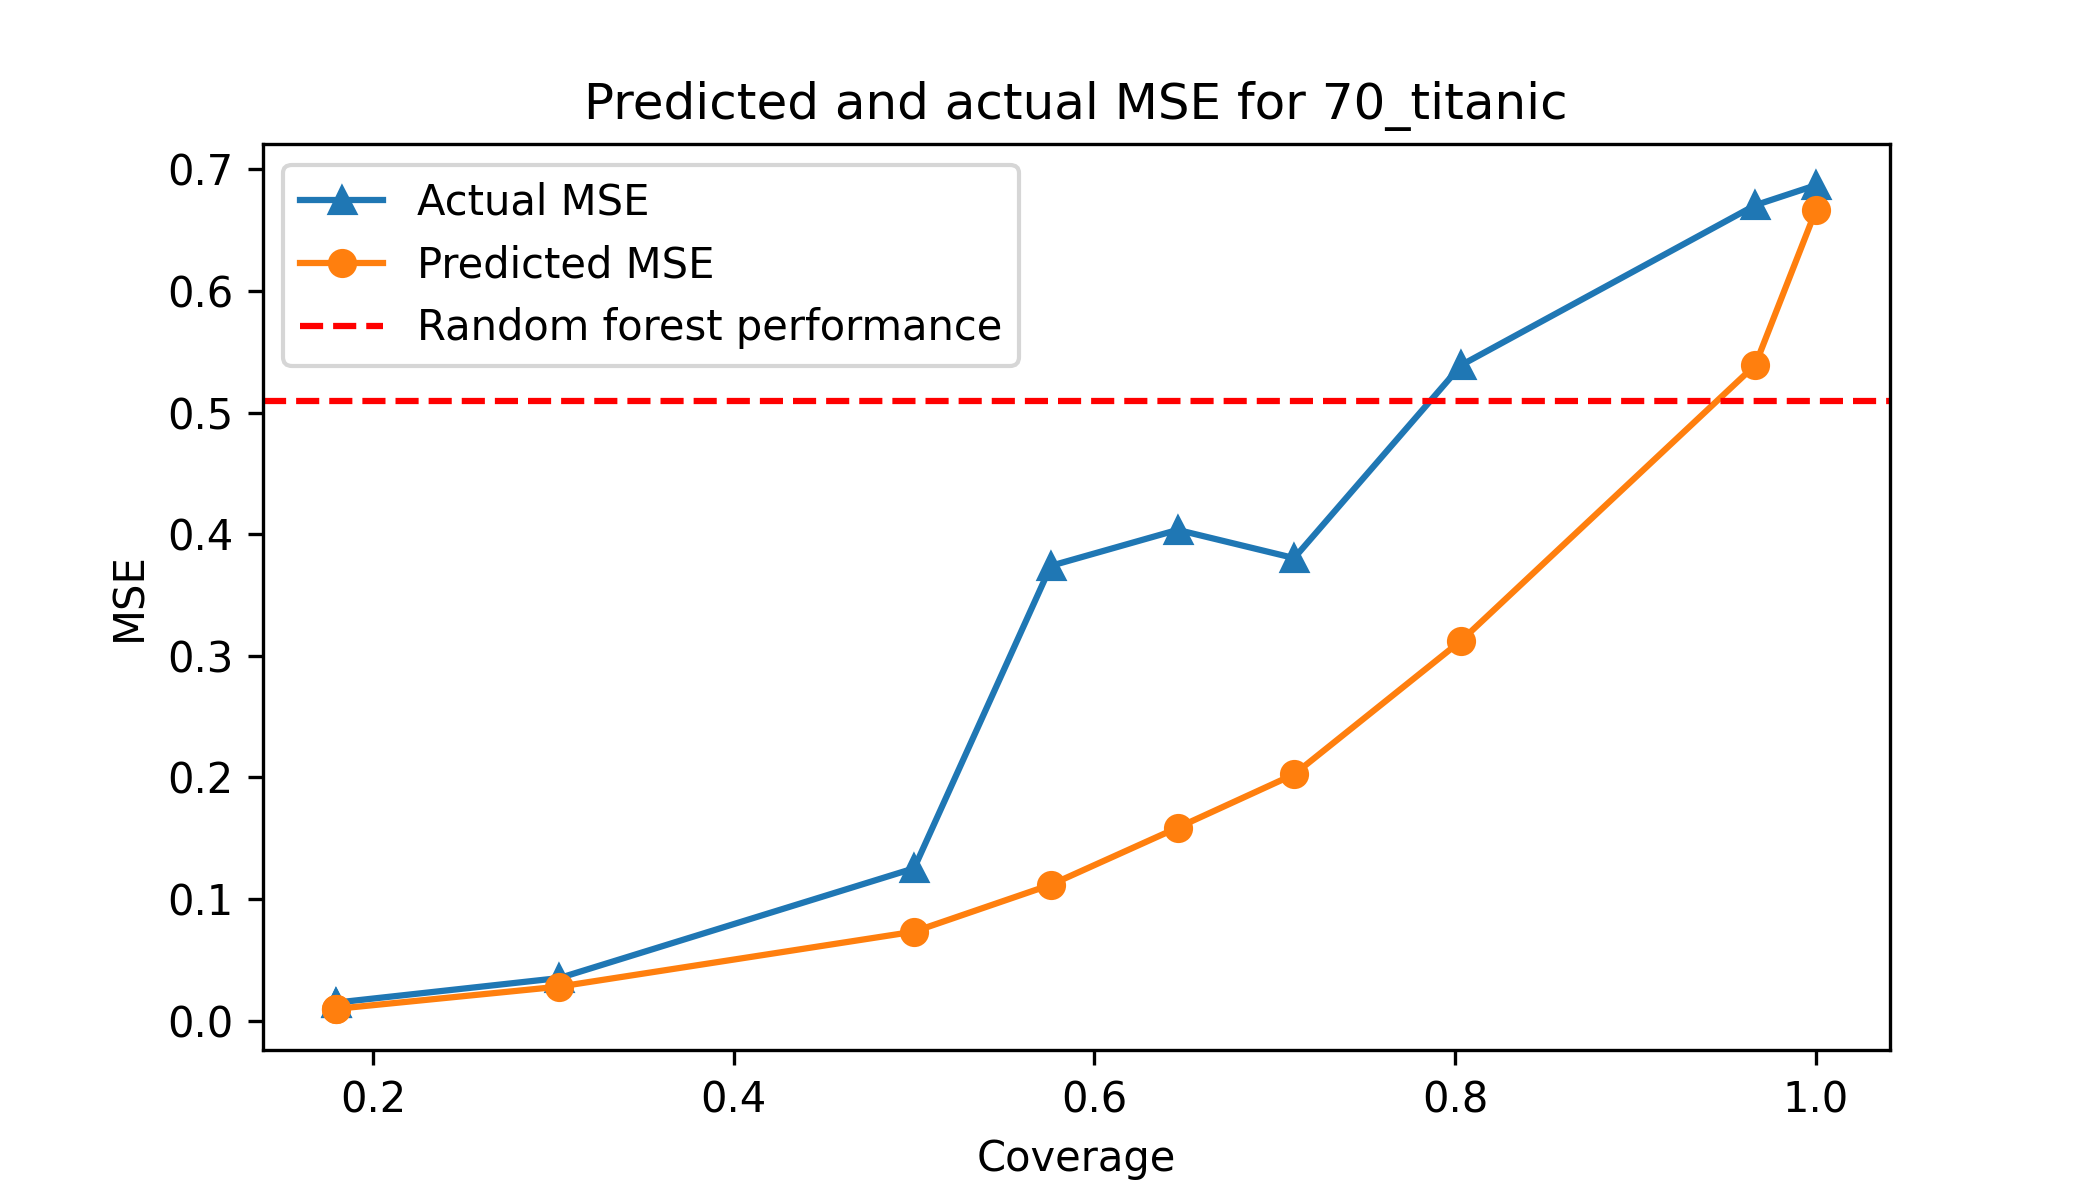 Predicted and actual MSE for 70_titanic
Actual MSE
Predicted MSE
Random forest performance
0.7
0.6
0.5
0.4
0.3
0.2
0.1
0.0
MSE
0.2 0.4 0.6 0.8 1.0
Coverage